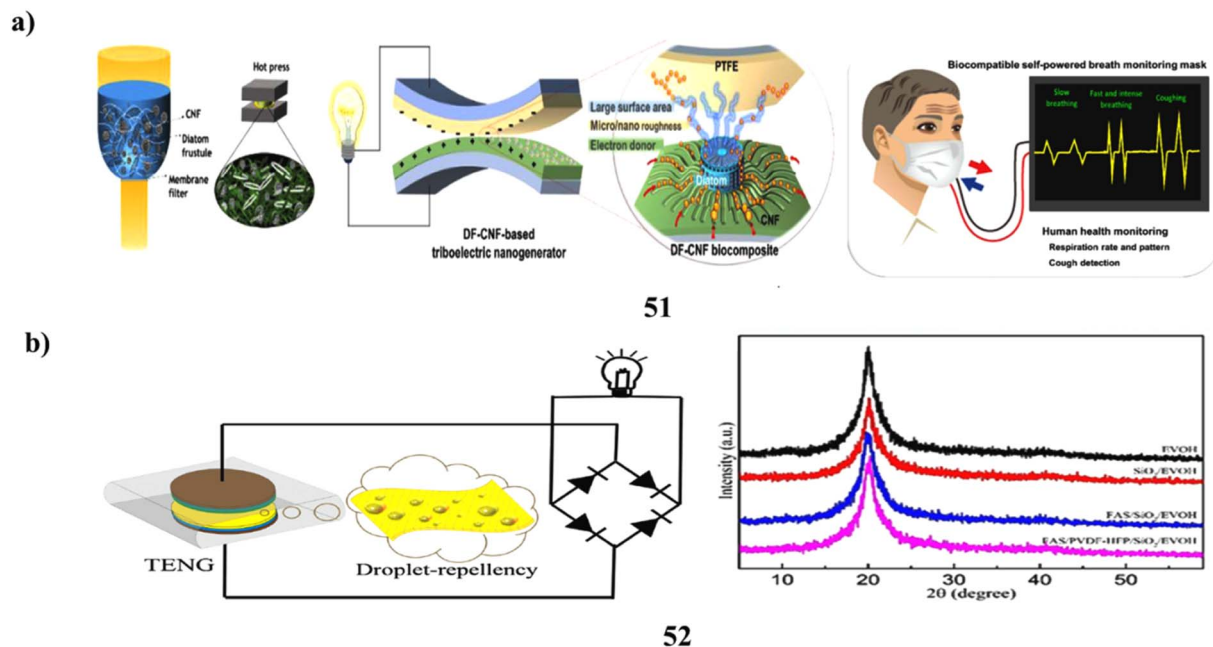 a)
CNF
Diatom
frustule
Membrane
filter
Hot press
DF-CNF-based
triboelectric nanogenerator
PTFE
Large surface area
Micro/nano roughness
Electron donor
Diatom
CNF
DF-CNF biocomposite
Biocompatible self-powered breath monitoring mask
Slow
breathing
Fast and intense
breathing
Coughing
Human health monitoring
Respiration rate and pattern
Cough detection
51
b)
TENG
Droplet-repellency
Intensity (a.u.)
EVOH
SiO₂/EVOH
FAS/SiO₂/EVOH
FAS/PVDF-HFP/SiO₂/EVOH
10 20 30 40 50
2θ (degree)
52